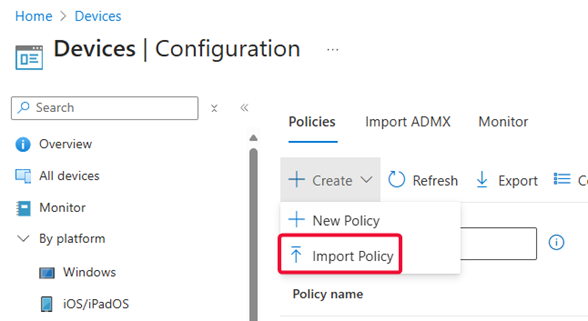 Home > Devices
Devices | Configuration ...
Search
Overview
All devices
Monitor
By platform
Windows
iOS/iPadOS
Policies Import ADMX Monitor
Create Refresh Export
New Policy
Import Policy
Policy name